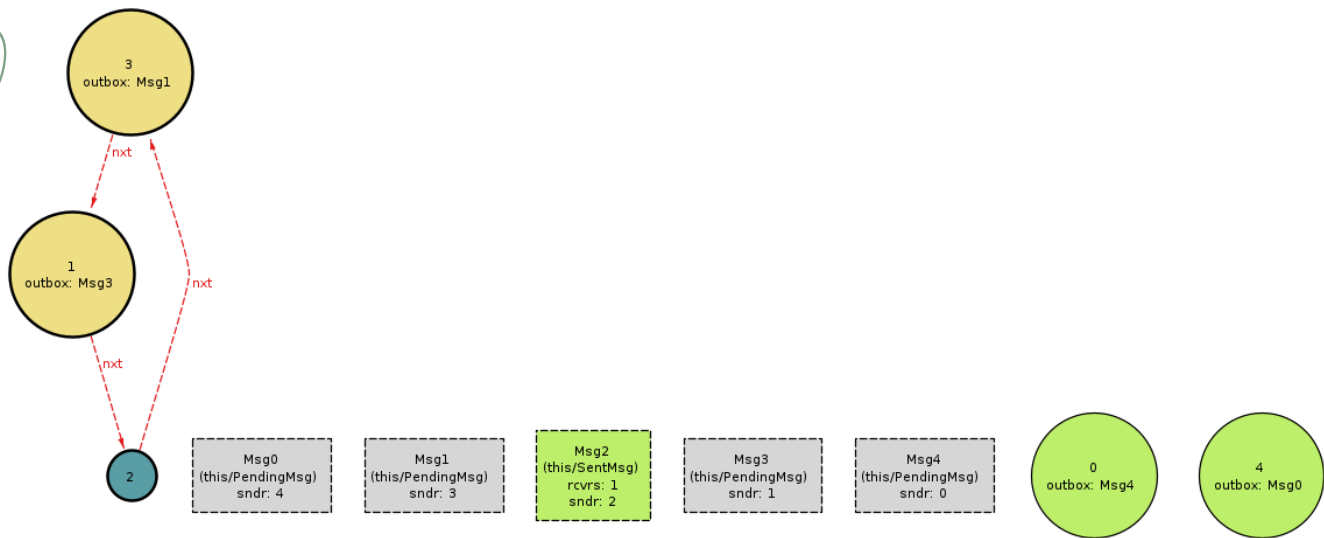 3
outbox: Msg1
nxt
1
outbox: Msg3
nxt
nxt
2
Msg0
(this/PendingMsg)
sndr: 4
Msg1
(this/PendingMsg)
sndr: 3
Msg2
(this/SentMsg)
rcvrs: 1
sndr: 2
Msg3
(this/PendingMsg)
sndr: 1
Msg4
(this/PendingMsg)
sndr: 0
0
outbox: Msg4
4
outbox: Msg0